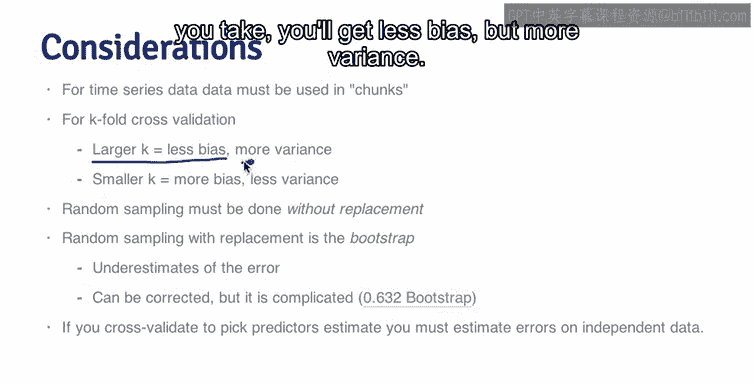 you take, you'll get less bias, but more
variance.
Considerations
· For time series data data must be used in "chunks"
· For k-fold cross validation
- Larger k = less bias, more variance
- Smaller k = more bias, less variance
· Random sampling must be done without replacement
· Random sampling with replacement is the bootstrap
- Underestimates of the error
- Can be corrected, but it is complicated (0.632 Bootstrap)
· If you cross-validate to pick predictors estimate you must estimate errors on independent data.